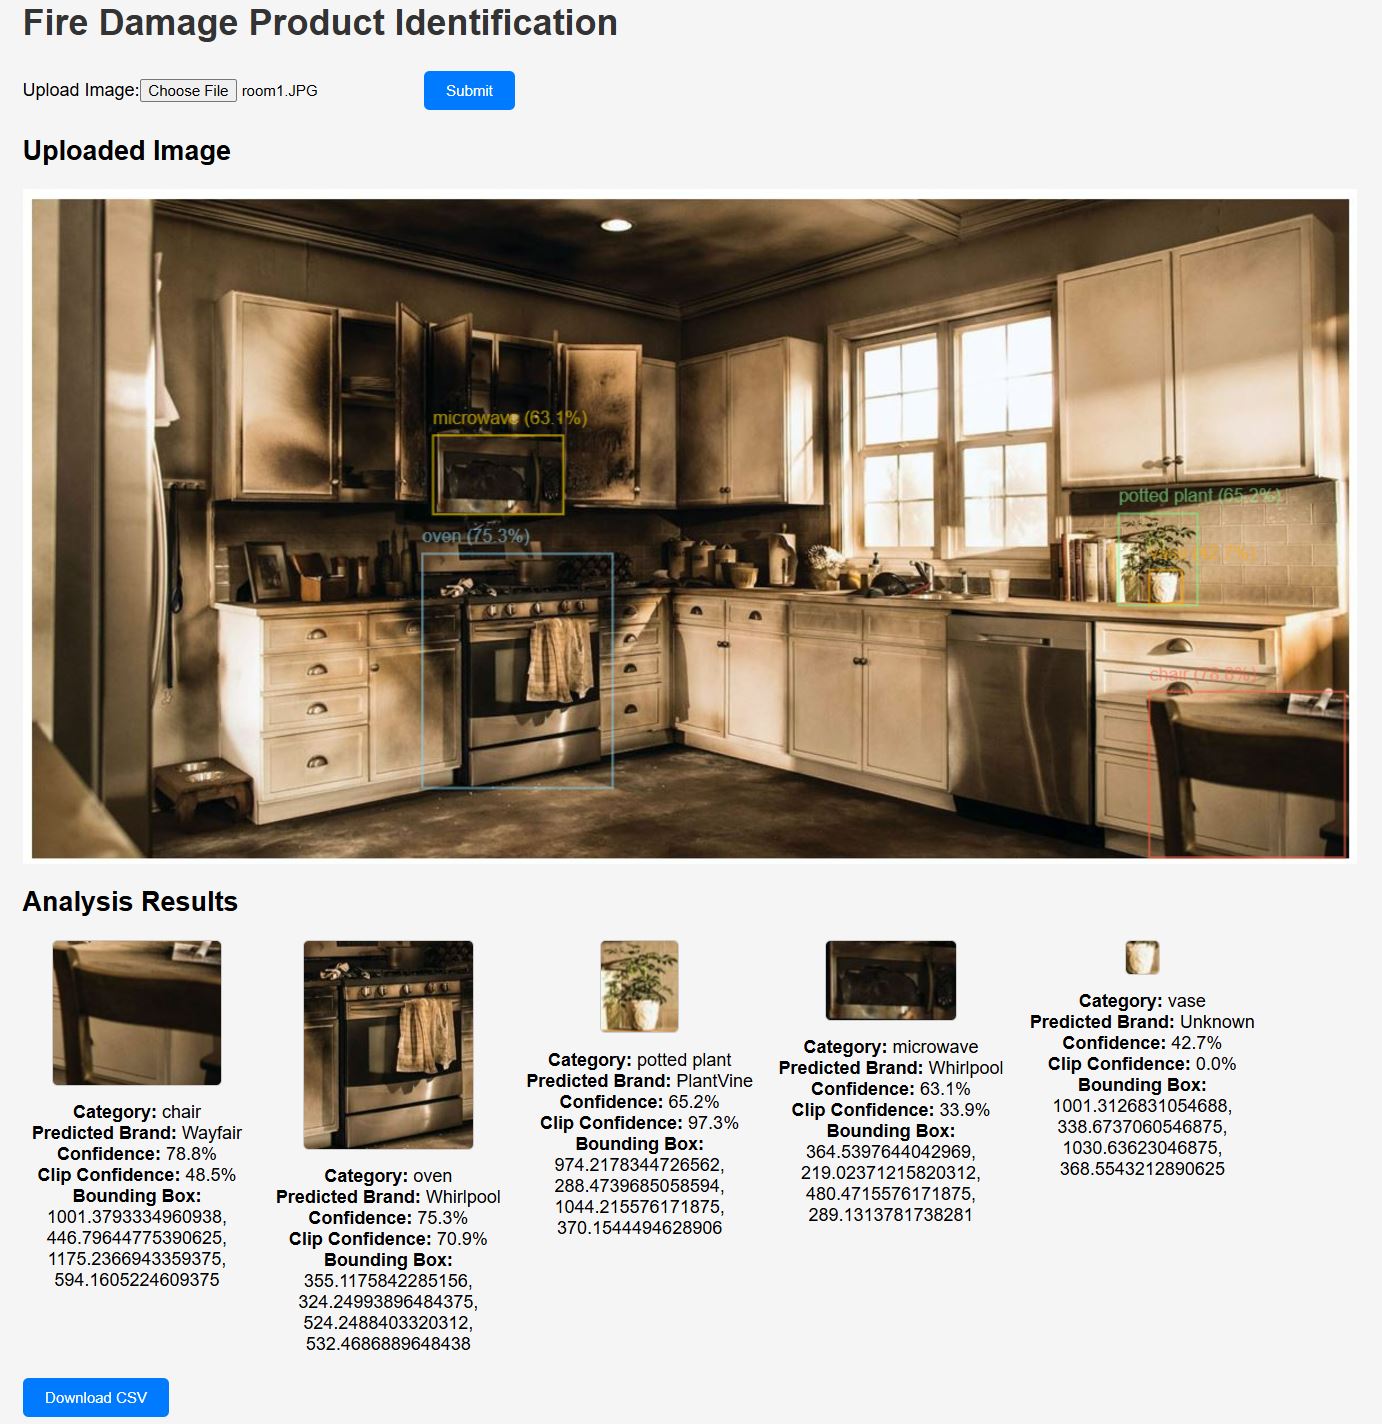 Fire Damage Product Identification
Upload Image: Choose File room1.JPG Submit
Uploaded Image
microwave (63.1%)
potted plant (65.2%)
oven (75.3%)
vase (42.7%)
chair (78.8%)
Analysis Results
Category: chair
Predicted Brand: Wayfair
Confidence: 78.8%
Clip Confidence: 48.5%
Bounding Box:
1001.3793334960938,
446.79644775390625,
1175.2366943359375,
594.1605224609375
Category: oven
Predicted Brand: Whirlpool
Confidence: 75.3%
Clip Confidence: 70.9%
Bounding Box:
355.1175842285156,
324.24993896484375,
524.2488403320312,
532.4686889648438
Category: potted plant
Predicted Brand: PlantVine
Confidence: 65.2%
Clip Confidence: 97.3%
Bounding Box:
974.2178344726562,
288.4739685058594,
1044.215576171875,
370.1544494628906
Category: microwave
Predicted Brand: Whirlpool
Confidence: 63.1%
Clip Confidence: 33.9%
Bounding Box:
364.5397644042969,
219.02371215820312,
480.4715576171875,
289.1313781738281
Category: vase
Predicted Brand: Unknown
Confidence: 42.7%
Clip Confidence: 0.0%
Bounding Box:
1001.3126831054688,
338.6737060546875,
1030.63623046875,
368.5543212890625
Download CSV